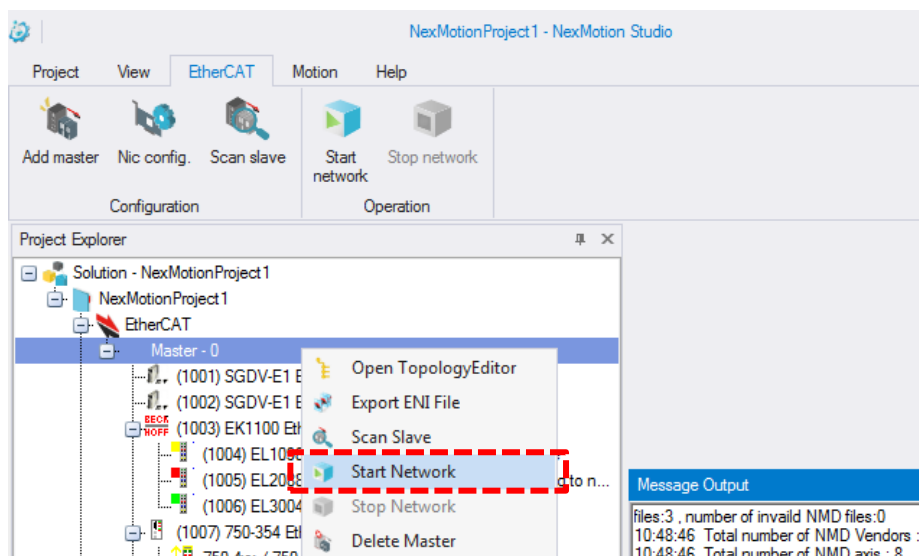 NexMotionProject1 - NexMotion Studio
Project View EtherCAT Motion Help
Add master Nic config. Scan slave Start network Stop network
Configuration Operation
Project Explorer
Solution - NexMotionProject1
NexMotionProject1
EtherCAT
Master - 0
(1001) SGDV-E1
(1002) SGDV-E1
BECK HOFF (1003) EK1100
(1004)
(1005)
(1006) EL3004
(1007) 750-354
Open TopologyEditor
Export ENI File
Scan Slave
Start Network
Stop Network
Delete Master
to n...
Message Output
files:3 , number of invaild NMD files:0
10:48:46 Total number of NMD Vendors :
10:48:46 Total number of NMD axis : 8